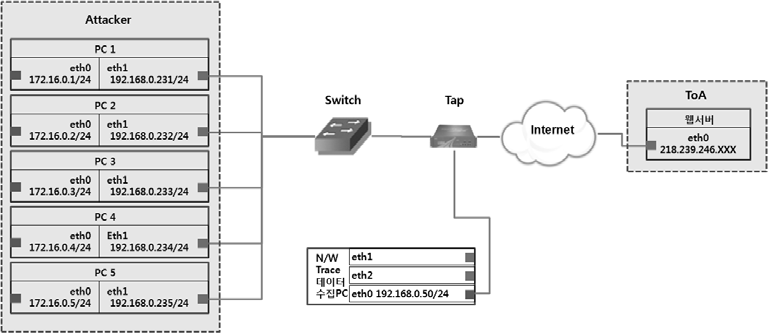 Attacker
PC 1
eth0 eth1
172.16.0.1/24 192.168.0.231/24
PC 2
eth0 eth1
172.16.0.2/24 192.168.0.232/24
PC 3
eth0 eth1
172.16.0.3/24 192.168.0.233/24
PC 4
eth0 Eth1
172.16.0.4/24 192.168.0.234/24
PC 5
eth0 eth1
172.16.0.5/24 192.168.0.235/24
Switch
Tap
Internet
ToA
웹서버
eth0
218.239.246.XXX
N/W eth1
Trace
데이터 eth2
수집PC eth0 192.168.0.50/24